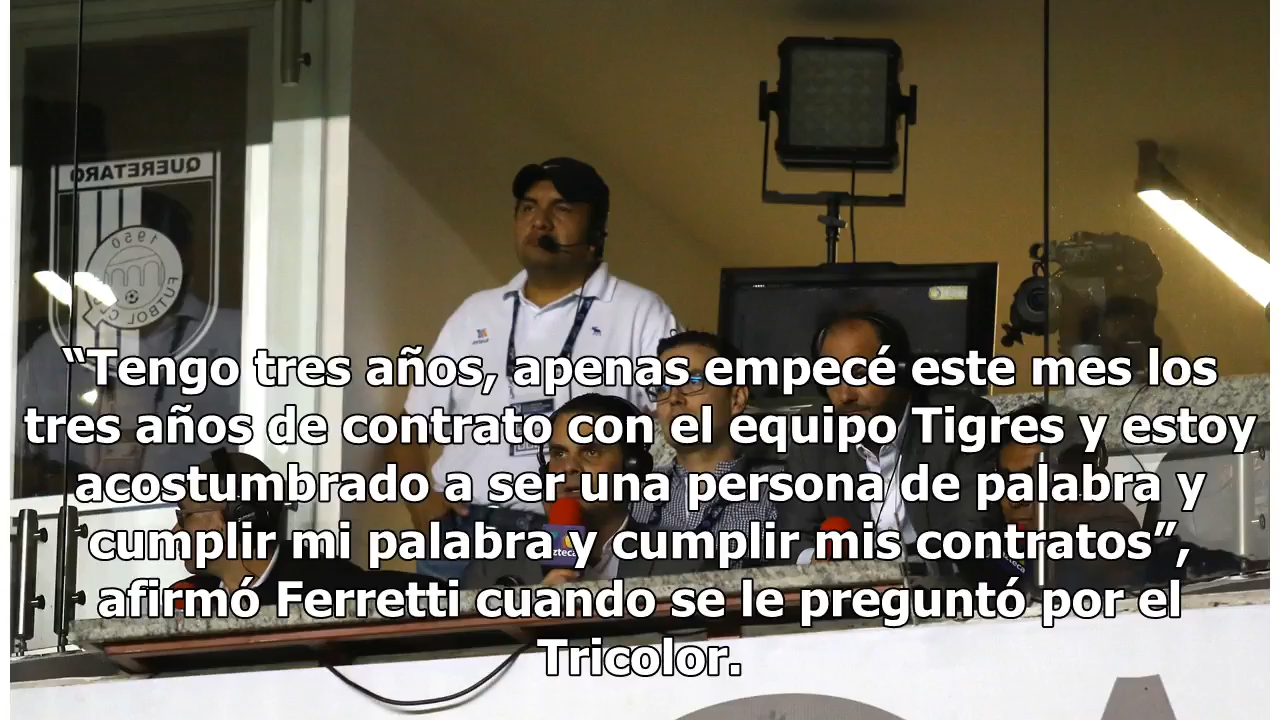 QUERETARO
1950
FUTBOL CLU
“Tengo tres años, apenas empecé este mes los
tres años de contrato con el equipo Tigres y estoy
acostumbrado a ser una persona de palabra y
cumplir mi palabra y cumplir mis contratos”,
azteca
afirmó Ferretti cuando se le preguntó por el
Tricolor.